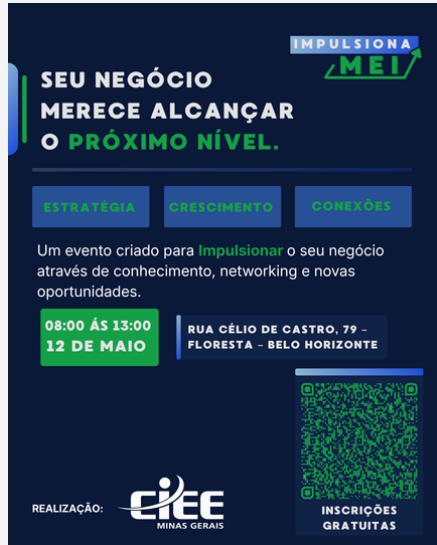 IMPULSIONA
MEI
SEU NEGÓCIO
MERECE ALCANÇAR
O PRÓXIMO NÍVEL.
ESTRATÉGIA
CRESCIMENTO
CONEXÕES
Um evento criado para Impulsionar o seu negócio
através de conhecimento, networking e novas
oportunidades.
08:00 ÁS 13:00
12 DE MAIO
RUA CÉLIO DE CASTRO, 79 –
FLORESTA – BELO HORIZONTE
INSCRIÇÕES
GRATUITAS
REALIZAÇÃO:
CIEE
MINAS GERAIS